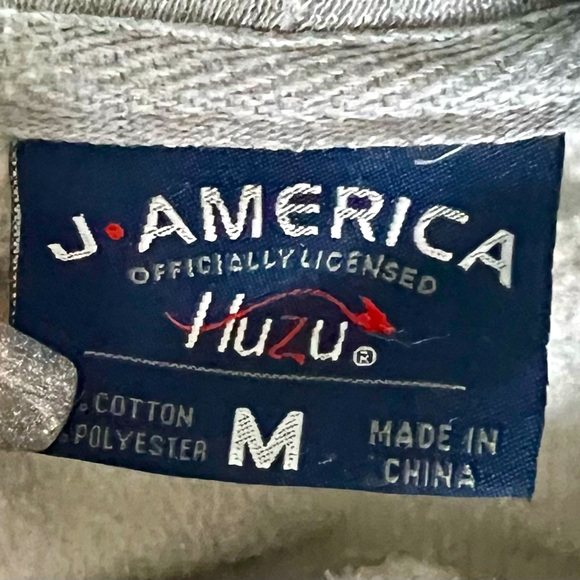 J•AMERICA
OFFICIALLY LICENSED
Huzu®
% COTTON
% POLYESTER
M
MADE IN
CHINA